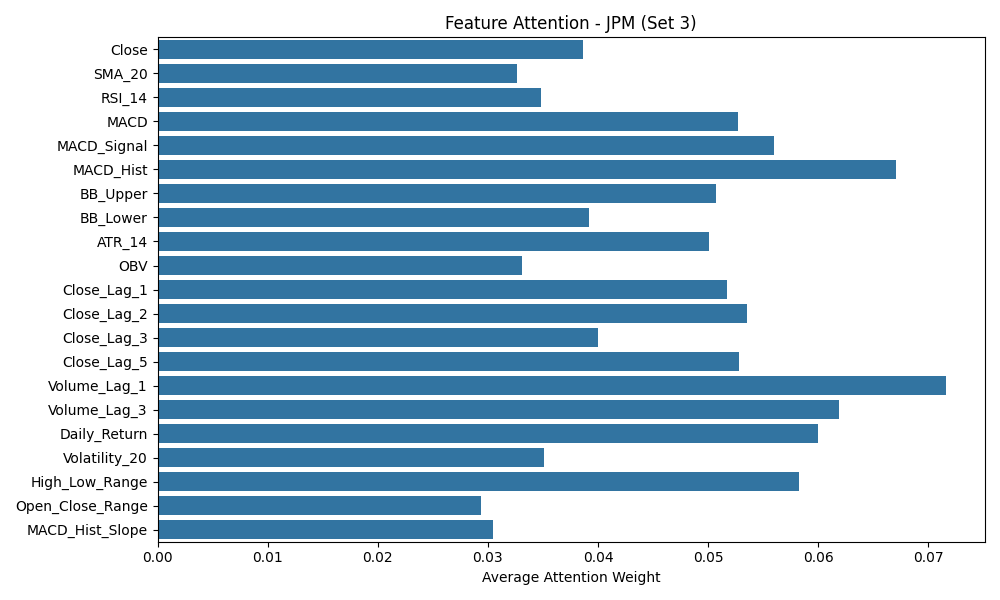 Feature Attention - JPM (Set 3)
Close
SMA_20
RSI_14
MACD
MACD_Signal
MACD_Hist
BB_Upper
BB_Lower
ATR_14
OBV
Close_Lag_1
Close_Lag_2
Close_Lag_3
Close_Lag_5
Volume_Lag_1
Volume_Lag_3
Daily_Return
Volatility_20
High_Low_Range
Open_Close_Range
MACD_Hist_Slope
0.00 0.01 0.02 0.03 0.04 0.05 0.06 0.07
Average Attention Weight